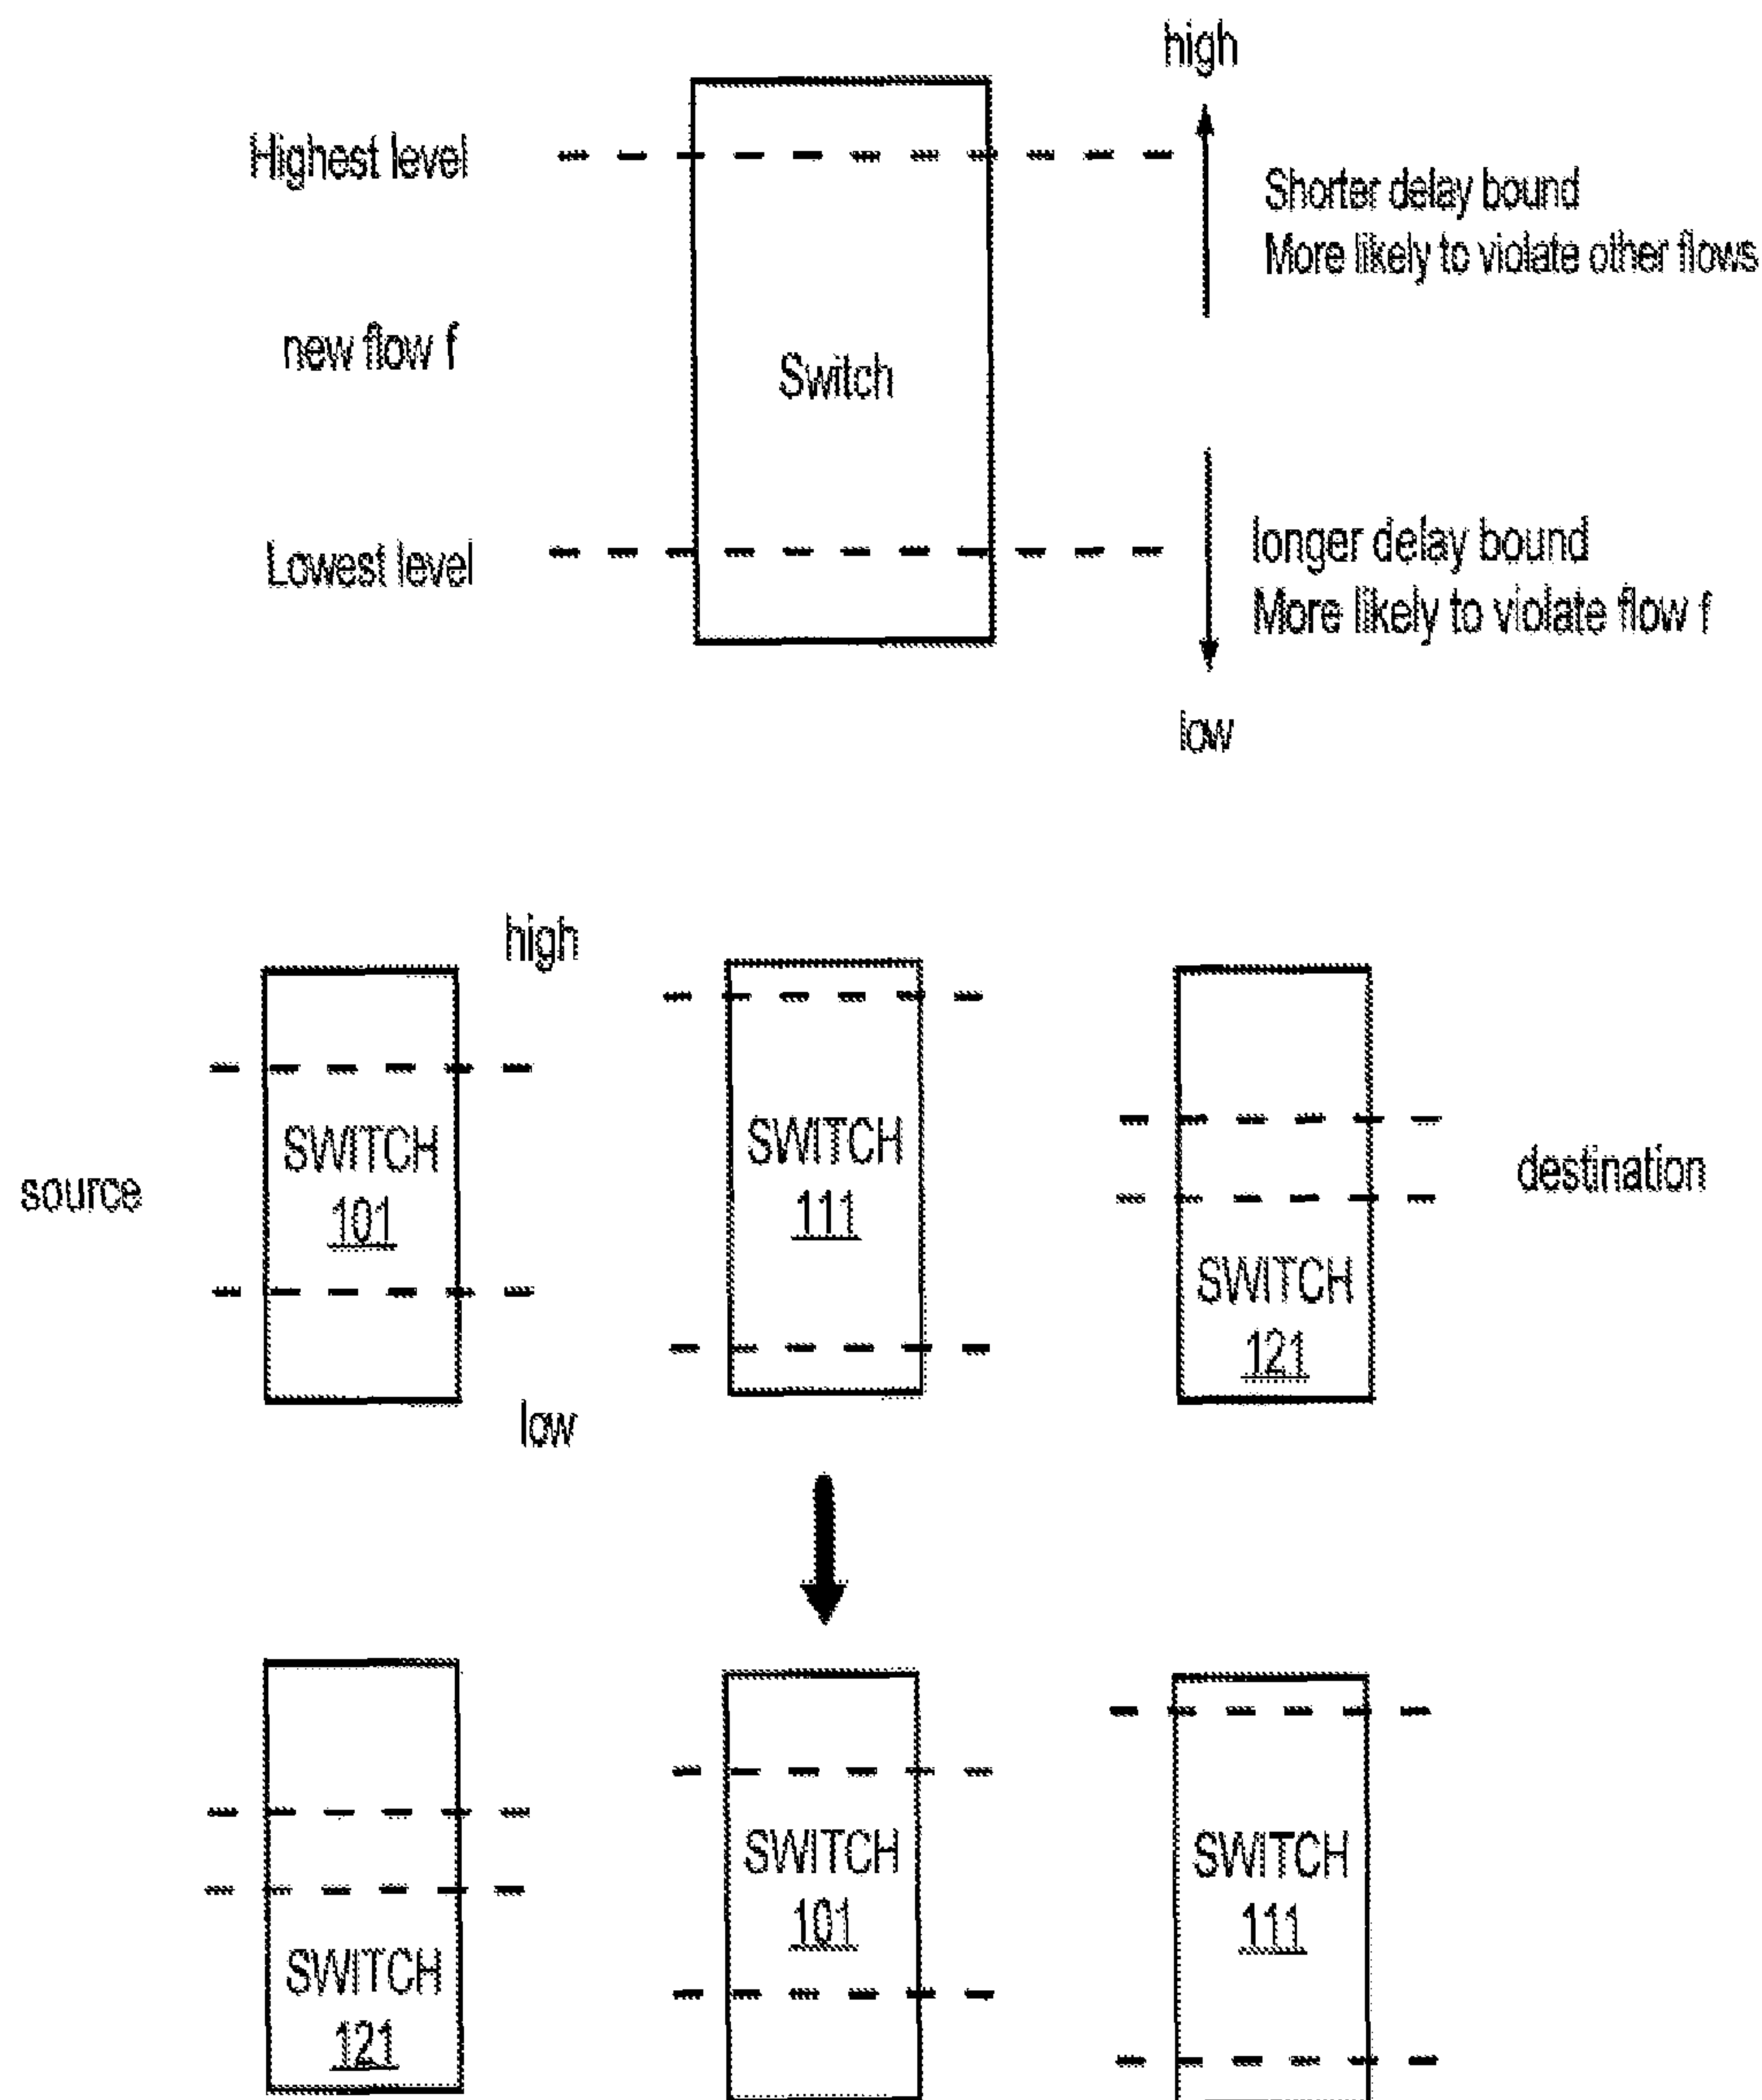 high
Highest level
Shorter delay bound
More likely to violate other flows
new flow f
Switch
Lowest level
longer delay bound
More likely to violate flow f
low
high
source
SWITCH
101
SWITCH
111
SWITCH
121
destination
low
SWITCH
121
SWITCH
101
SWITCH
111